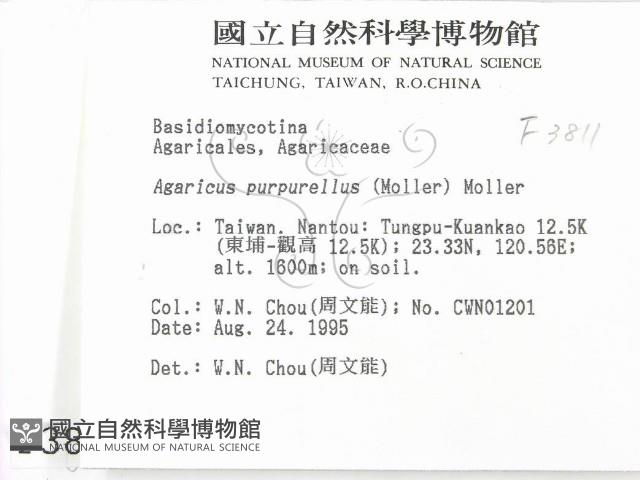 國立自然科學博物館
NATIONAL MUSEUM OF NATURAL SCIENCE
TAICHUNG, TAIWAN, R.O.CHINA
F3811
Basidiomycotina
Agaricales, Agaricaceae
Agaricus purpurellus (Moller) Moller
Loc.: Taiwan. Nantou: Tungpu-Kuankao 12.5K
(東埔-觀高 12.5K); 23.33N, 120.56E;
alt. 1600m; on soil.
Col.: W.N. Chou(周文能); No. CWN01201
Date: Aug. 24. 1995
Det.: W.N. Chou(周文能)
國立自然科學博物館
NATIONAL MUSEUM OF NATURAL SCIENCE